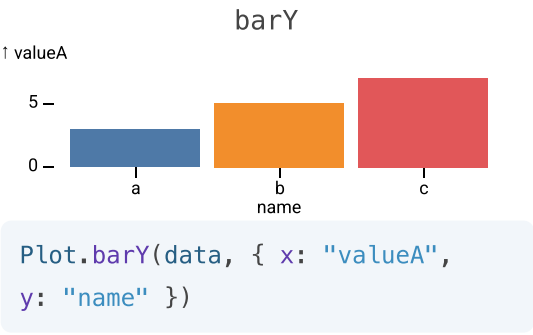 barY
↑ valueA
5
0
a b c
name
Plot.barY(data, { x: "valueA",
y: "name" })